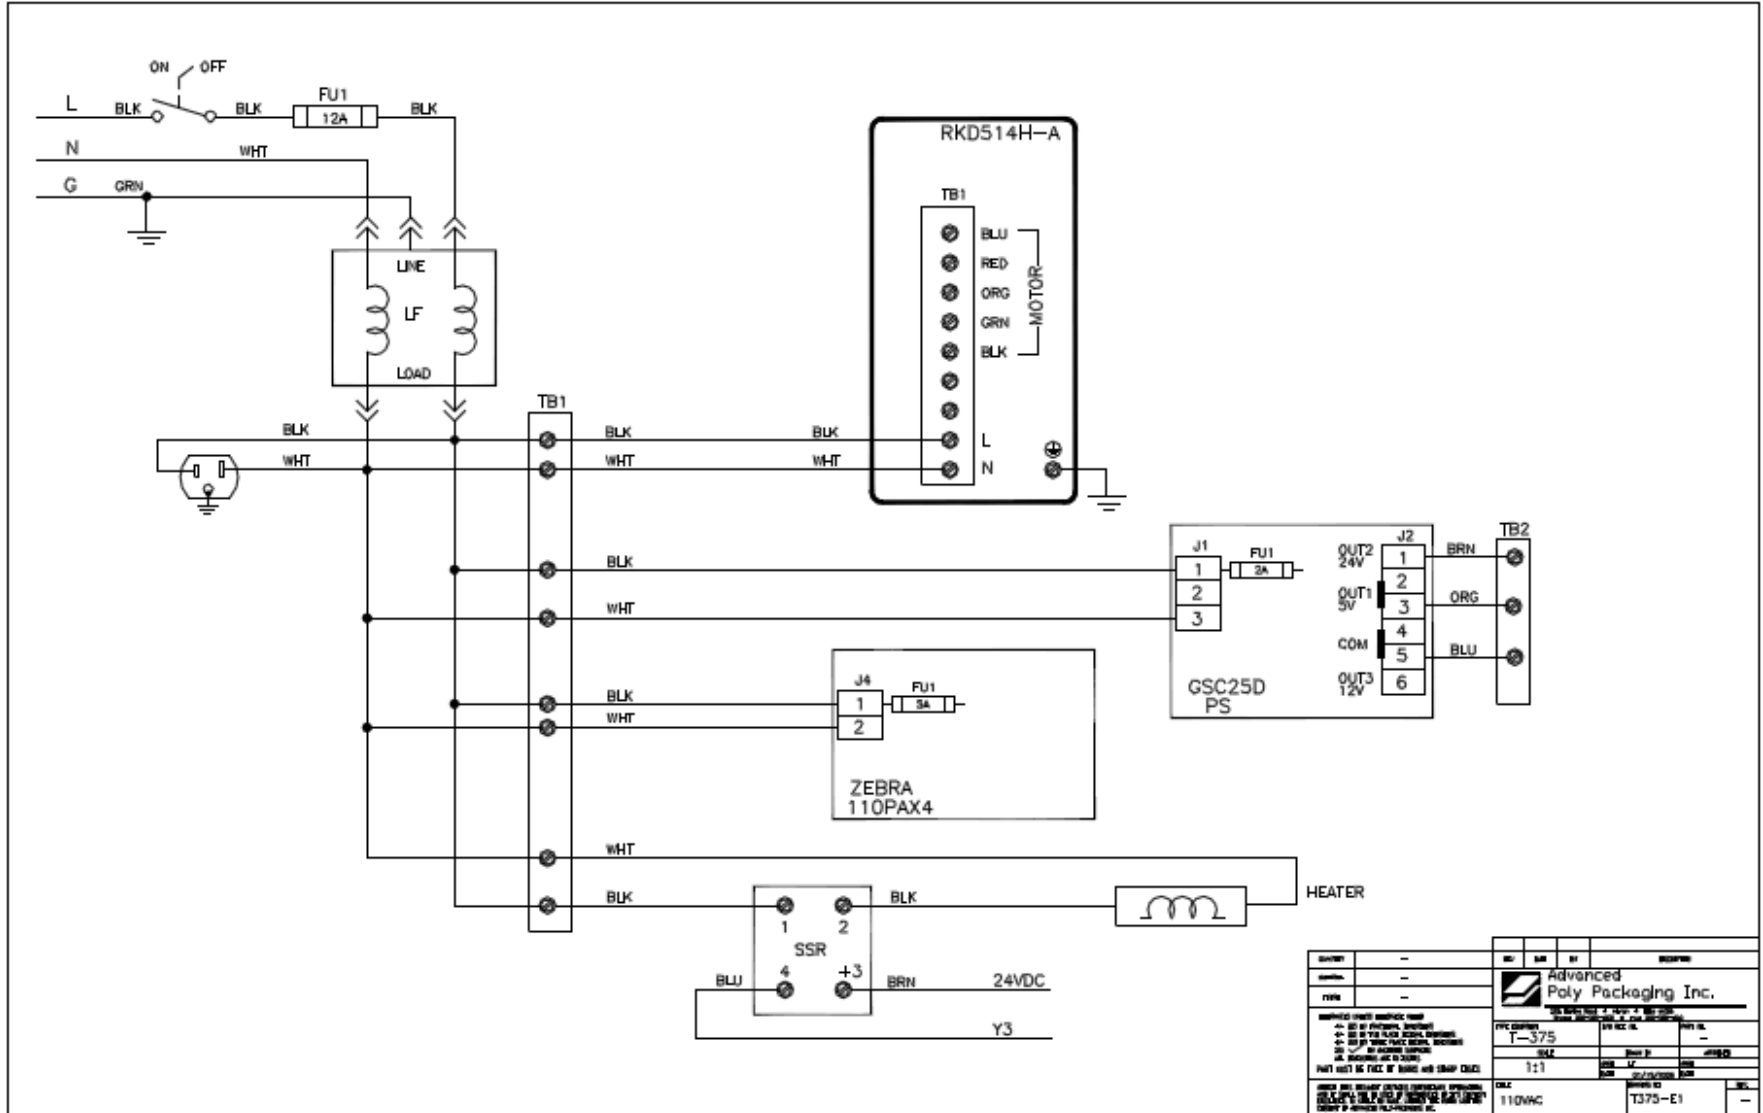 ON OFF
L BLK BLK FU1 BLK
12A
N WHT
G GRN
LINE
LF
LOAD
RKD514H-A
TB1
BLU
RED
ORG
GRN
BLK
MOTOR
L
N
TB1
BLK BLK BLK
WHT WHT WHT
BLK
WHT
J1
1
2
3
FU1
2A
OUT2
24V
OUT1
5V
COM
OUT3
12V
J2
1
2
3
4
5
6
GSC25D
PS
BRN
ORG
BLU
TB2
BLK
WHT
J4
1
2
FU1
ZEBRA
110PAX4
WHT
BLK
1 2
SSR
4 +3
BLK
HEATER
BLU
BRN 24VDC
Y3
Advanced
Poly Packaging Inc.
T-375
SCALE
1:1
110VAC
T375-E1